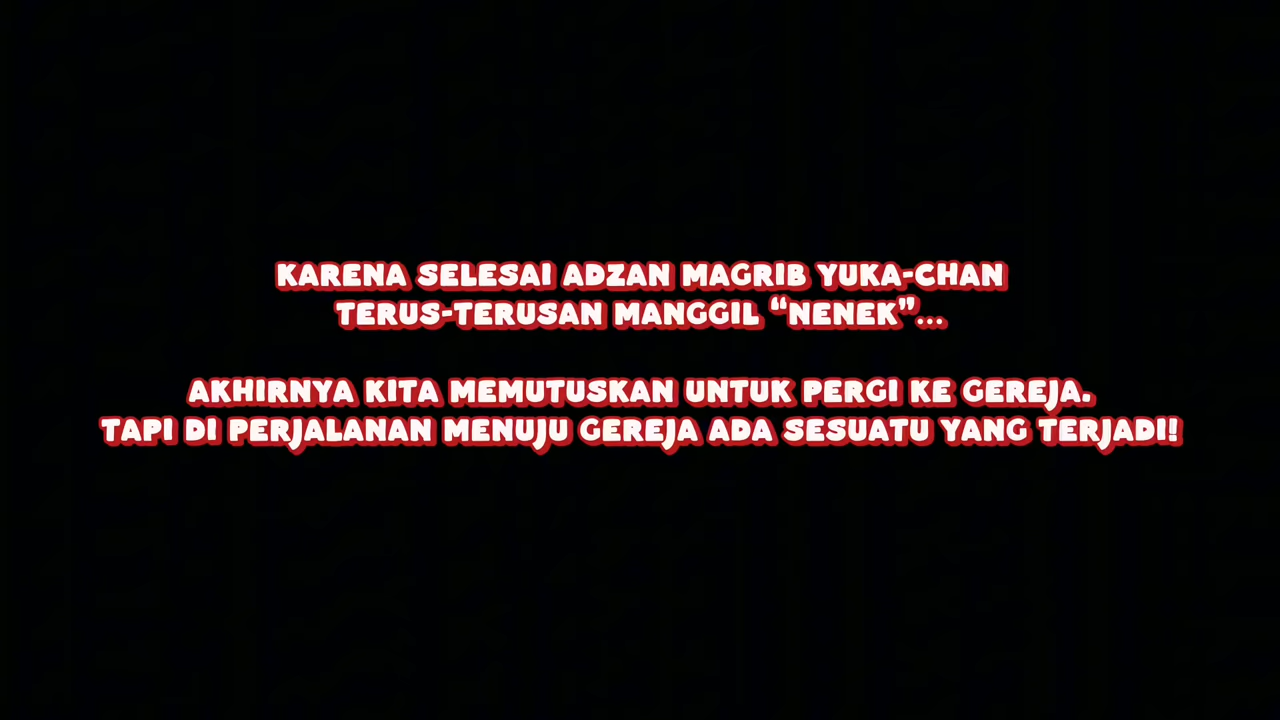 KARENA SELESAI ADZAN MAGRIB YUKA-CHAN
TERUS-TERUSAN MANGGIL “NENEK”...
AKHIRNYA KITA MEMUTUSKAN UNTUK PERGI KE GEREJA.
TAPI DI PERJALANAN MENUJU GEREJA ADA SESUATU YANG TERJADI!